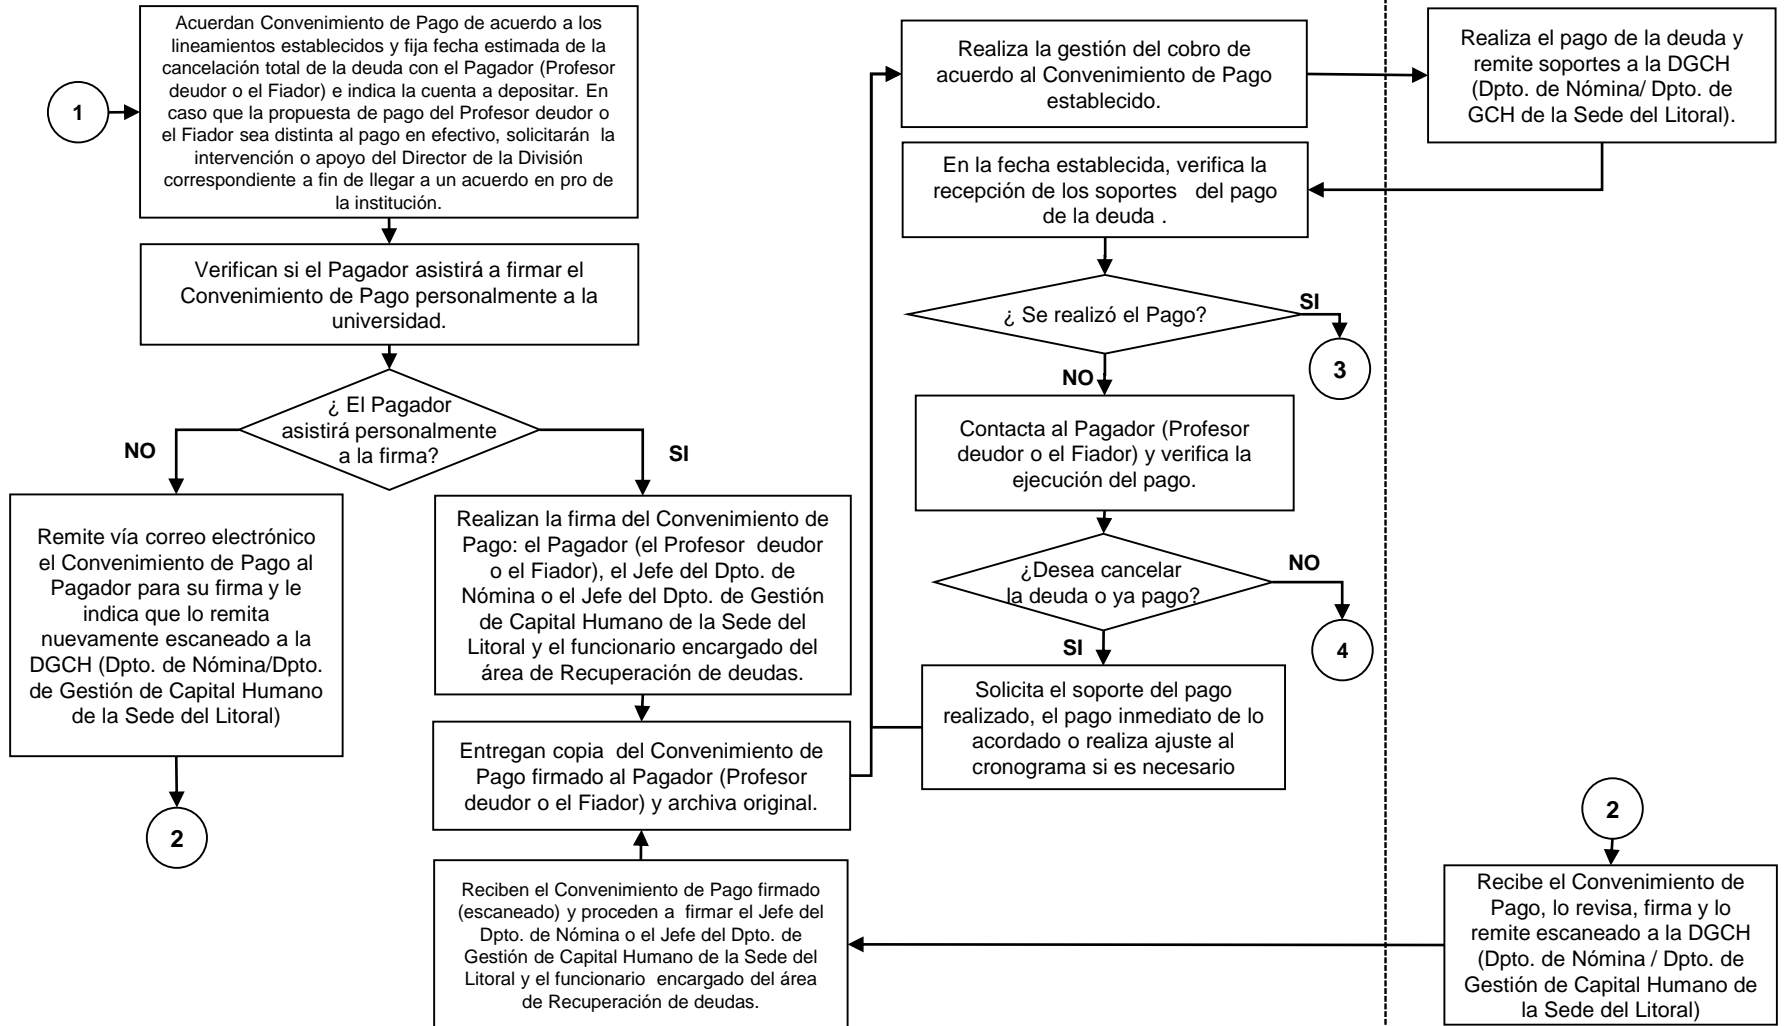 Acuerdan Convenimiento de Pago de acuerdo a los
lineamientos establecidos y fija fecha estimada de la
cancelación total de la deuda con el Pagador (Profesor
deudor o el Fiador) e indica la cuenta a depositar. En
caso que la propuesta de pago del Profesor deudor o
el Fiador sea distinta al pago en efectivo, solicitarán la
intervención o apoyo del Director de la División
correspondiente a fin de llegar a un acuerdo en pro de
la institución.
1
Verifican si el Pagador asistirá a firmar el
Convenimiento de Pago personalmente a la
universidad.
¿ El Pagador
asistirá personalmente
a la firma?
NO
SI
Remite vía correo electrónico
el Convenimiento de Pago al
Pagador para su firma y le
indica que lo remita
nuevamente escaneado a la
DGCH (Dpto. de Nómina/Dpto.
de Gestión de Capital Humano
de la Sede del Litoral)
2
Realizan la firma del Convenimiento de
Pago: el Pagador (el Profesor deudor
o el Fiador), el Jefe del Dpto. de
Nómina o el Jefe del Dpto. de Gestión
de Capital Humano de la Sede del
Litoral y el funcionario encargado del
área de Recuperación de deudas.
Entregan copia del Convenimiento de
Pago firmado al Pagador (Profesor
deudor o el Fiador) y archiva original.
Reciben el Convenimiento de Pago firmado
(escaneado) y proceden a firmar el Jefe del
Dpto. de Nómina o el Jefe del Dpto. de
Gestión de Capital Humano de la Sede del
Litoral y el funcionario encargado del área
de Recuperación de deudas.
Realiza la gestión del cobro de
acuerdo al Convenimiento de Pago
establecido.
En la fecha establecida, verifica la
recepción de los soportes del pago
de la deuda .
¿ Se realizó el Pago?
SI
3
NO
Contacta al Pagador (Profesor
deudor o el Fiador) y verifica la
ejecución del pago.
¿Desea cancelar
la deuda o ya pago?
NO
4
SI
Solicita el soporte del pago
realizado, el pago inmediato de lo
acordado o realiza ajuste al
cronograma si es necesario
Realiza el pago de la deuda y
remite soportes a la DGCH
(Dpto. de Nómina/ Dpto. de
GCH de la Sede del Litoral).
2
Recibe el Convenimiento de
Pago, lo revisa, firma y lo
remite escaneado a la DGCH
(Dpto. de Nómina / Dpto. de
Gestión de Capital Humano de
la Sede del Litoral)